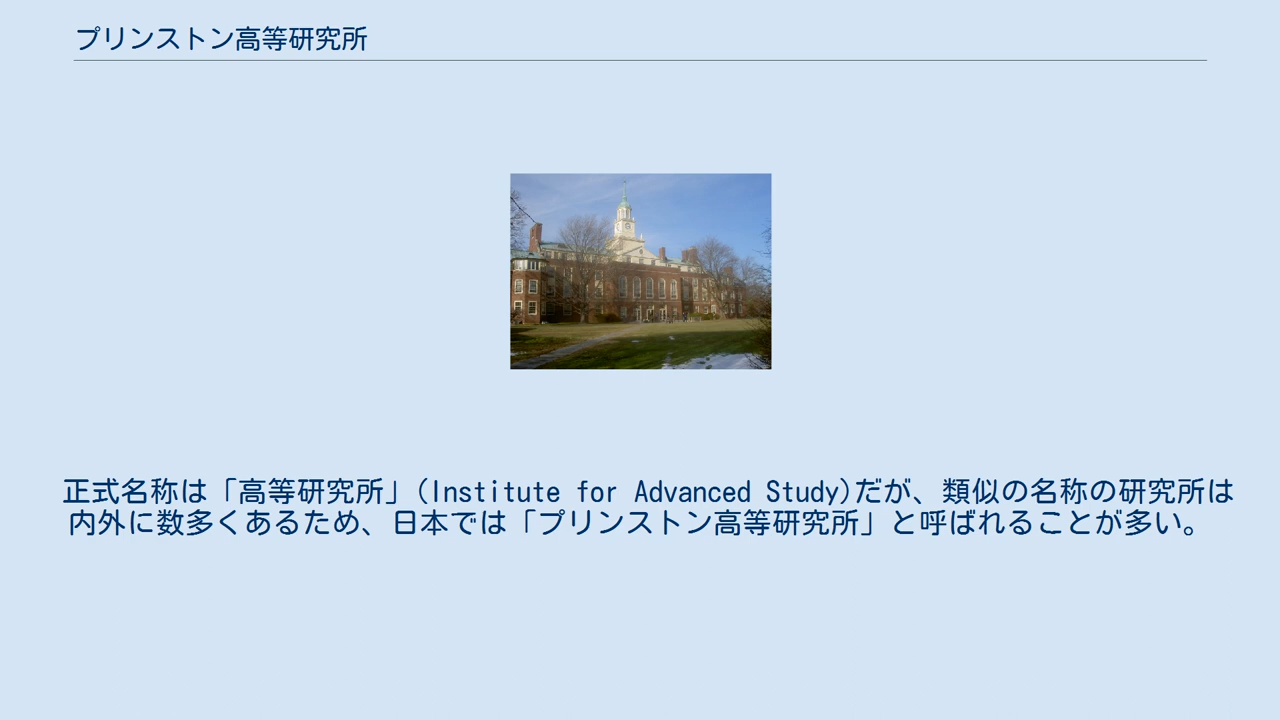 プリンストン高等研究所
正式名称は「高等研究所」(Institute for Advanced Study)だが、類似の名称の研究所は
内外に数多くあるため、日本では「プリンストン高等研究所」と呼ばれることが多い。